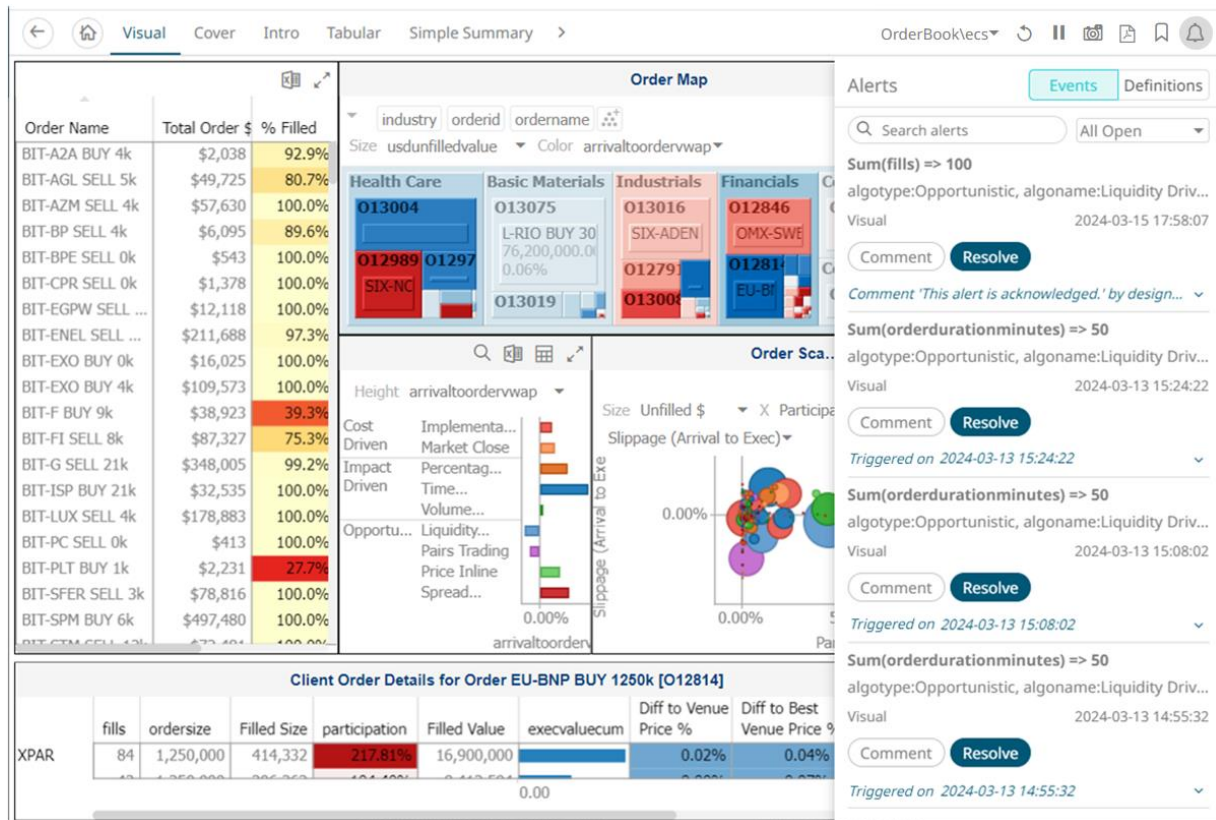 Visual Cover Intro Tabular Simple Summary
OrderBook\ecs
Order Name Total Order $ % Filled
BIT-A2A BUY 4k $2,038 92.9%
BIT-AGL SELL 5k $49,725 80.7%
BIT-AZM SELL 4k $57,630 100.0%
BIT-BP SELL 4k $6,095 89.6%
BIT-BPE SELL 0k $543 100.0%
BIT-CPR SELL 0k $1,378 100.0%
BIT-EGPW SELL ... $12,118 100.0%
BIT-ENEL SELL ... $211,688 97.3%
BIT-EXO BUY 0k $16,025 100.0%
BIT-EXO BUY 4k $109,573 100.0%
BIT-F BUY 9k $38,923 39.3%
BIT-FI SELL 8k $87,327 75.3%
BIT-G SELL 21k $348,005 99.2%
BIT-ISP BUY 21k $32,535 100.0%
BIT-LUX SELL 4k $178,883 100.0%
BIT-PC SELL 0k $413 100.0%
BIT-PLT BUY 1k $2,231 27.7%
BIT-SFER SELL 3k $78,816 100.0%
BIT-SPM BUY 6k $497,480 100.0%
Order Map
industry orderid ordername
Size usdunfilledvalue Color arrivaltoordervwap
Health Care Basic Materials Industrials Financials
O13004 O13075 O13016 O12846
L-RIO BUY 30 SIX-ADEN OMX-SWE
76,200,000.0
0.06%
O12989 O1297 O12791 O12814
SIX-NC EU-BN
O13019 O13008
Height arrivaltoordervwap
Cost Driven
Implementa...
Market Close
Impact Driven
Percentag...
Time...
Volume...
Opportu...
Liquidity...
Pairs Trading
Price Inline
Spread...
0.00%
arrivaltoorderv
Order Sca...
Size Unfilled $ X Participa
Slippage (Arrival to Exec)
Slippage (Arrival to Exe
0.00%
0.00% 5
Par
Client Order Details for Order EU-BNP BUY 1250k [O12814]
fills ordersize Filled Size participation Filled Value execvaluecum Diff to Venue Price % Diff to Best Venue Price %
XPAR 84 1,250,000 414,332 217.81% 16,900,000 0.02% 0.04%
0.00
Alerts Events Definitions
Search alerts All Open
Sum(fills) => 100
algotype:Opportunistic, algoname:Liquidity Driv...
Visual 2024-03-15 17:58:07
Comment Resolve
Comment 'This alert is acknowledged.' by design...
Sum(orderdurationminutes) => 50
algotype:Opportunistic, algoname:Liquidity Driv...
Visual 2024-03-13 15:24:22
Comment Resolve
Triggered on 2024-03-13 15:24:22
Sum(orderdurationminutes) => 50
algotype:Opportunistic, algoname:Liquidity Driv...
Visual 2024-03-13 15:08:02
Comment Resolve
Triggered on 2024-03-13 15:08:02
Sum(orderdurationminutes) => 50
algotype:Opportunistic, algoname:Liquidity Driv...
Visual 2024-03-13 14:55:32
Comment Resolve
Triggered on 2024-03-13 14:55:32